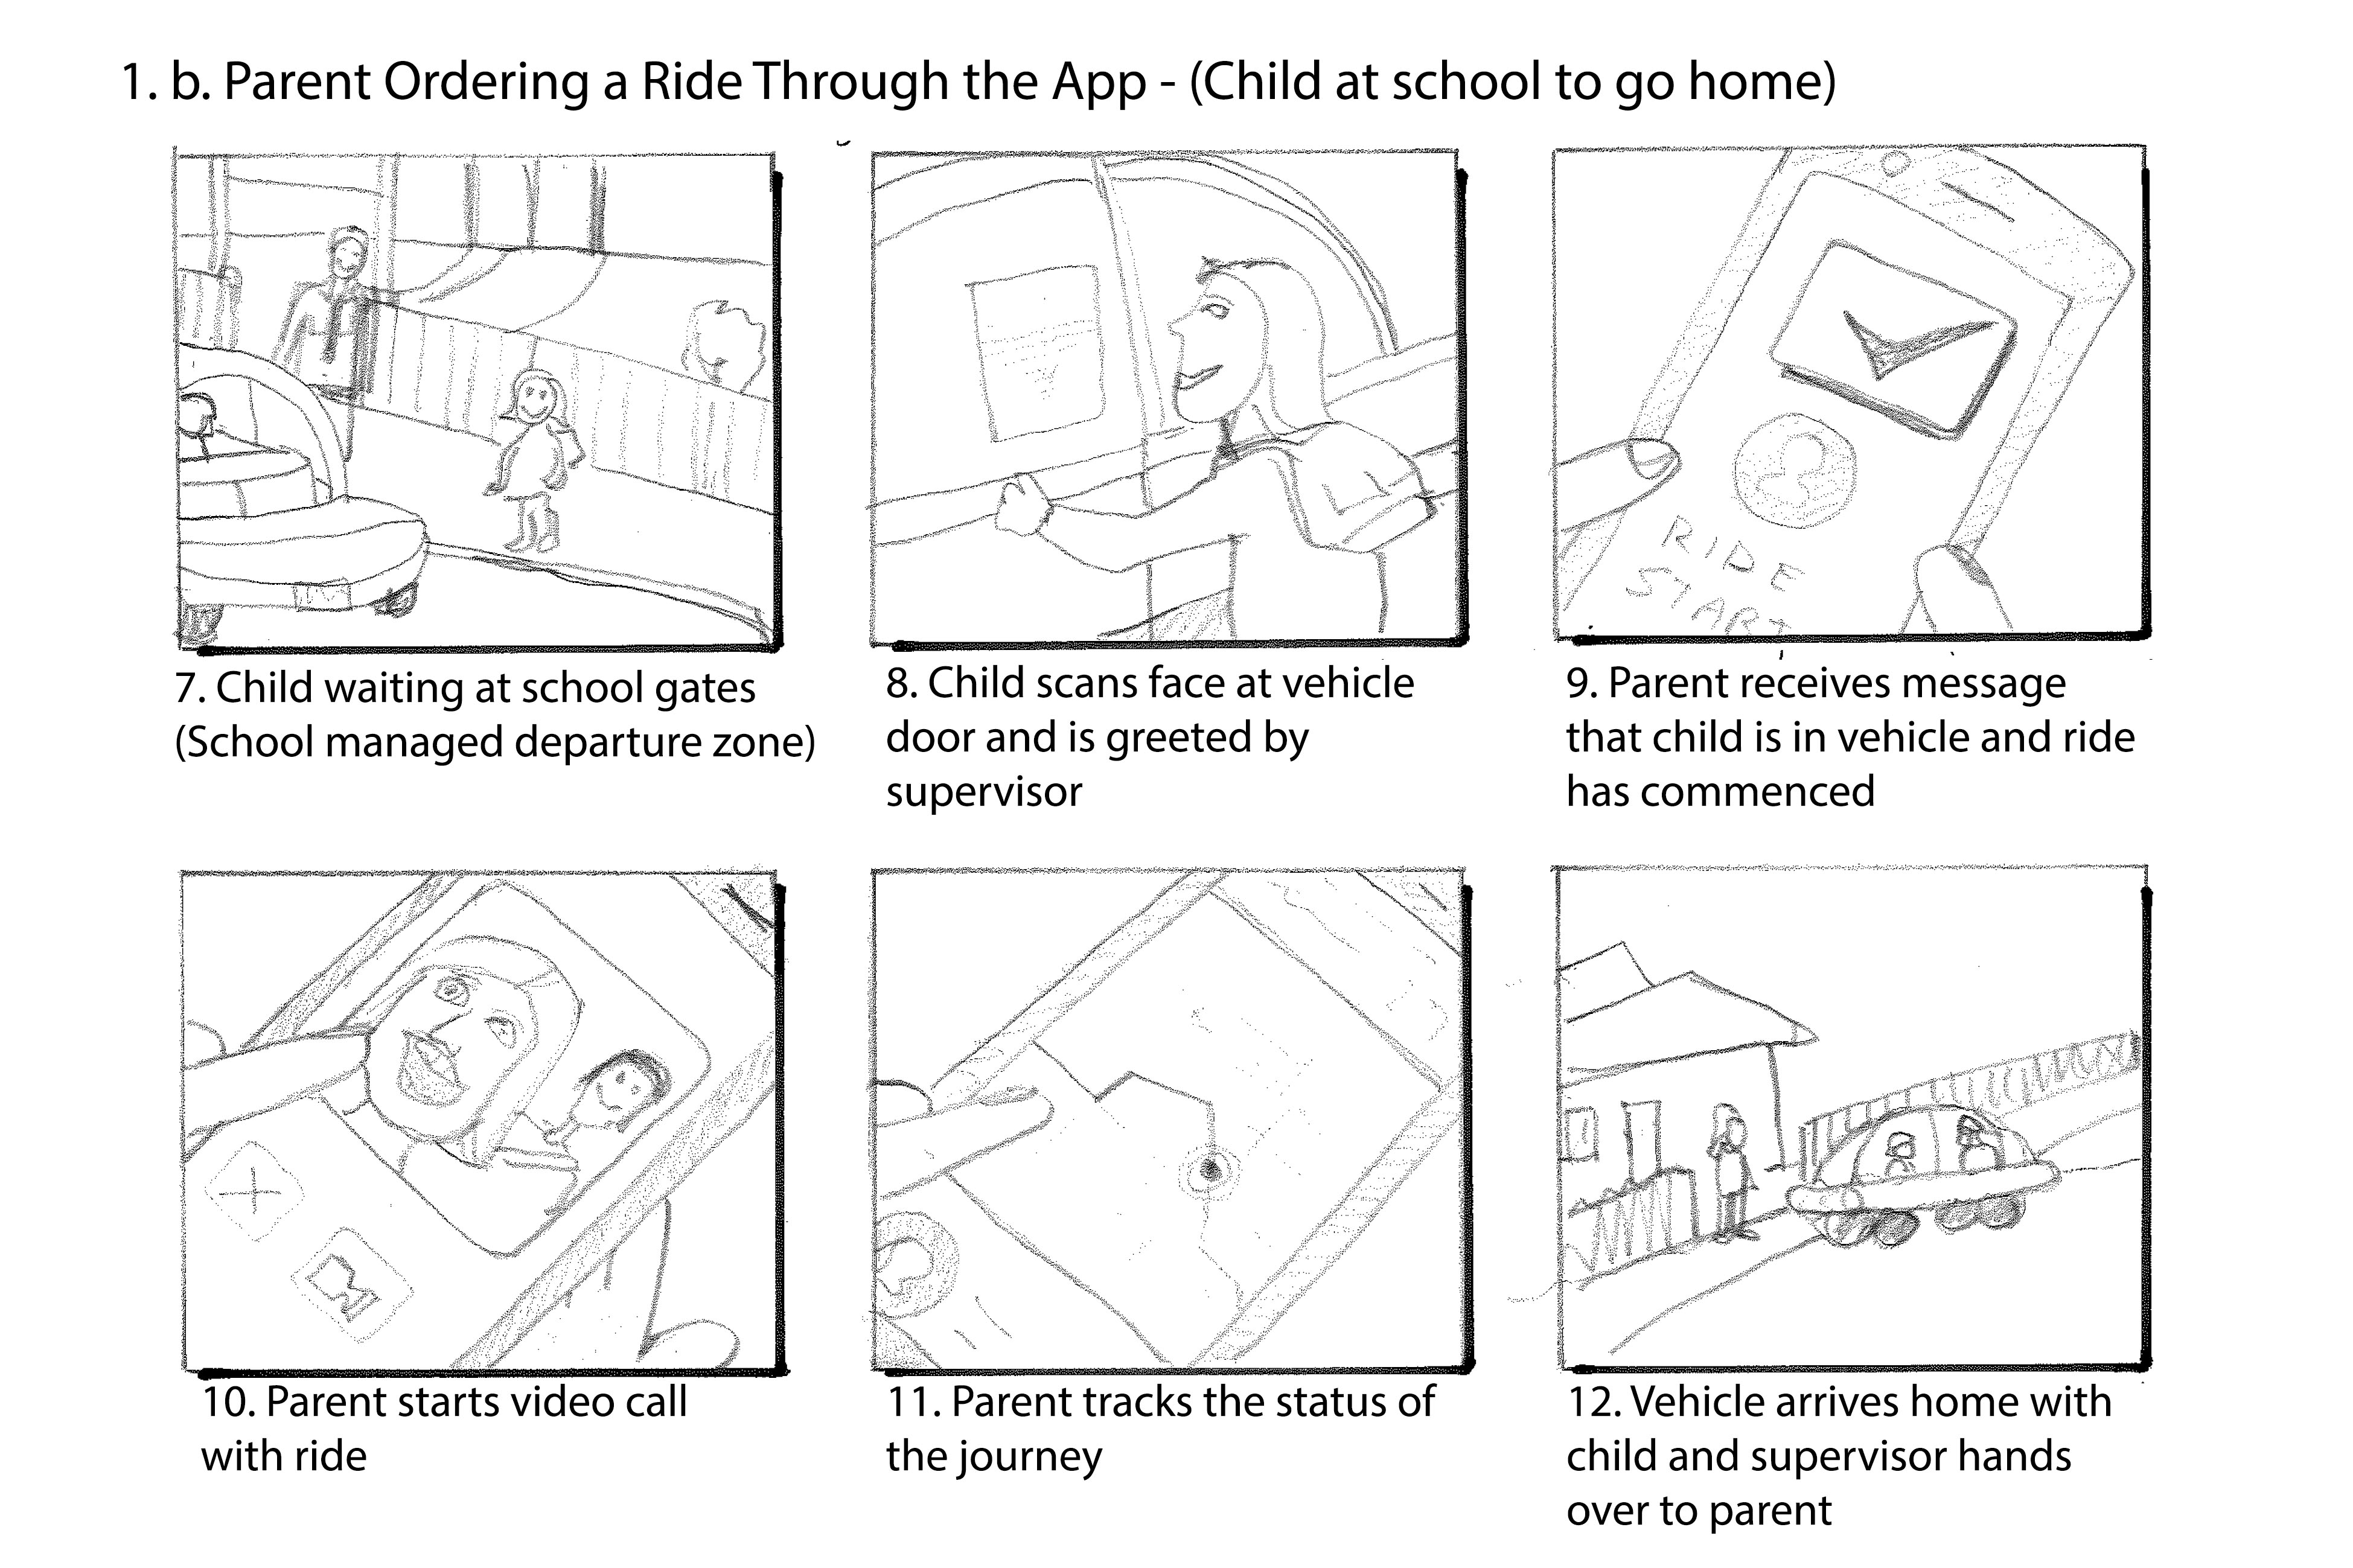 1. b. Parent Ordering a Ride Through the App - (Child at school to go home)
RIDE
START
7. Child waiting at school gates
(School managed departure zone)
8. Child scans face at vehicle
door and is greeted by
supervisor
9. Parent receives message
that child is in vehicle and ride
has commenced
10. Parent starts video call
with ride
11. Parent tracks the status of
the journey
12. Vehicle arrives home with
child and supervisor hands
over to parent